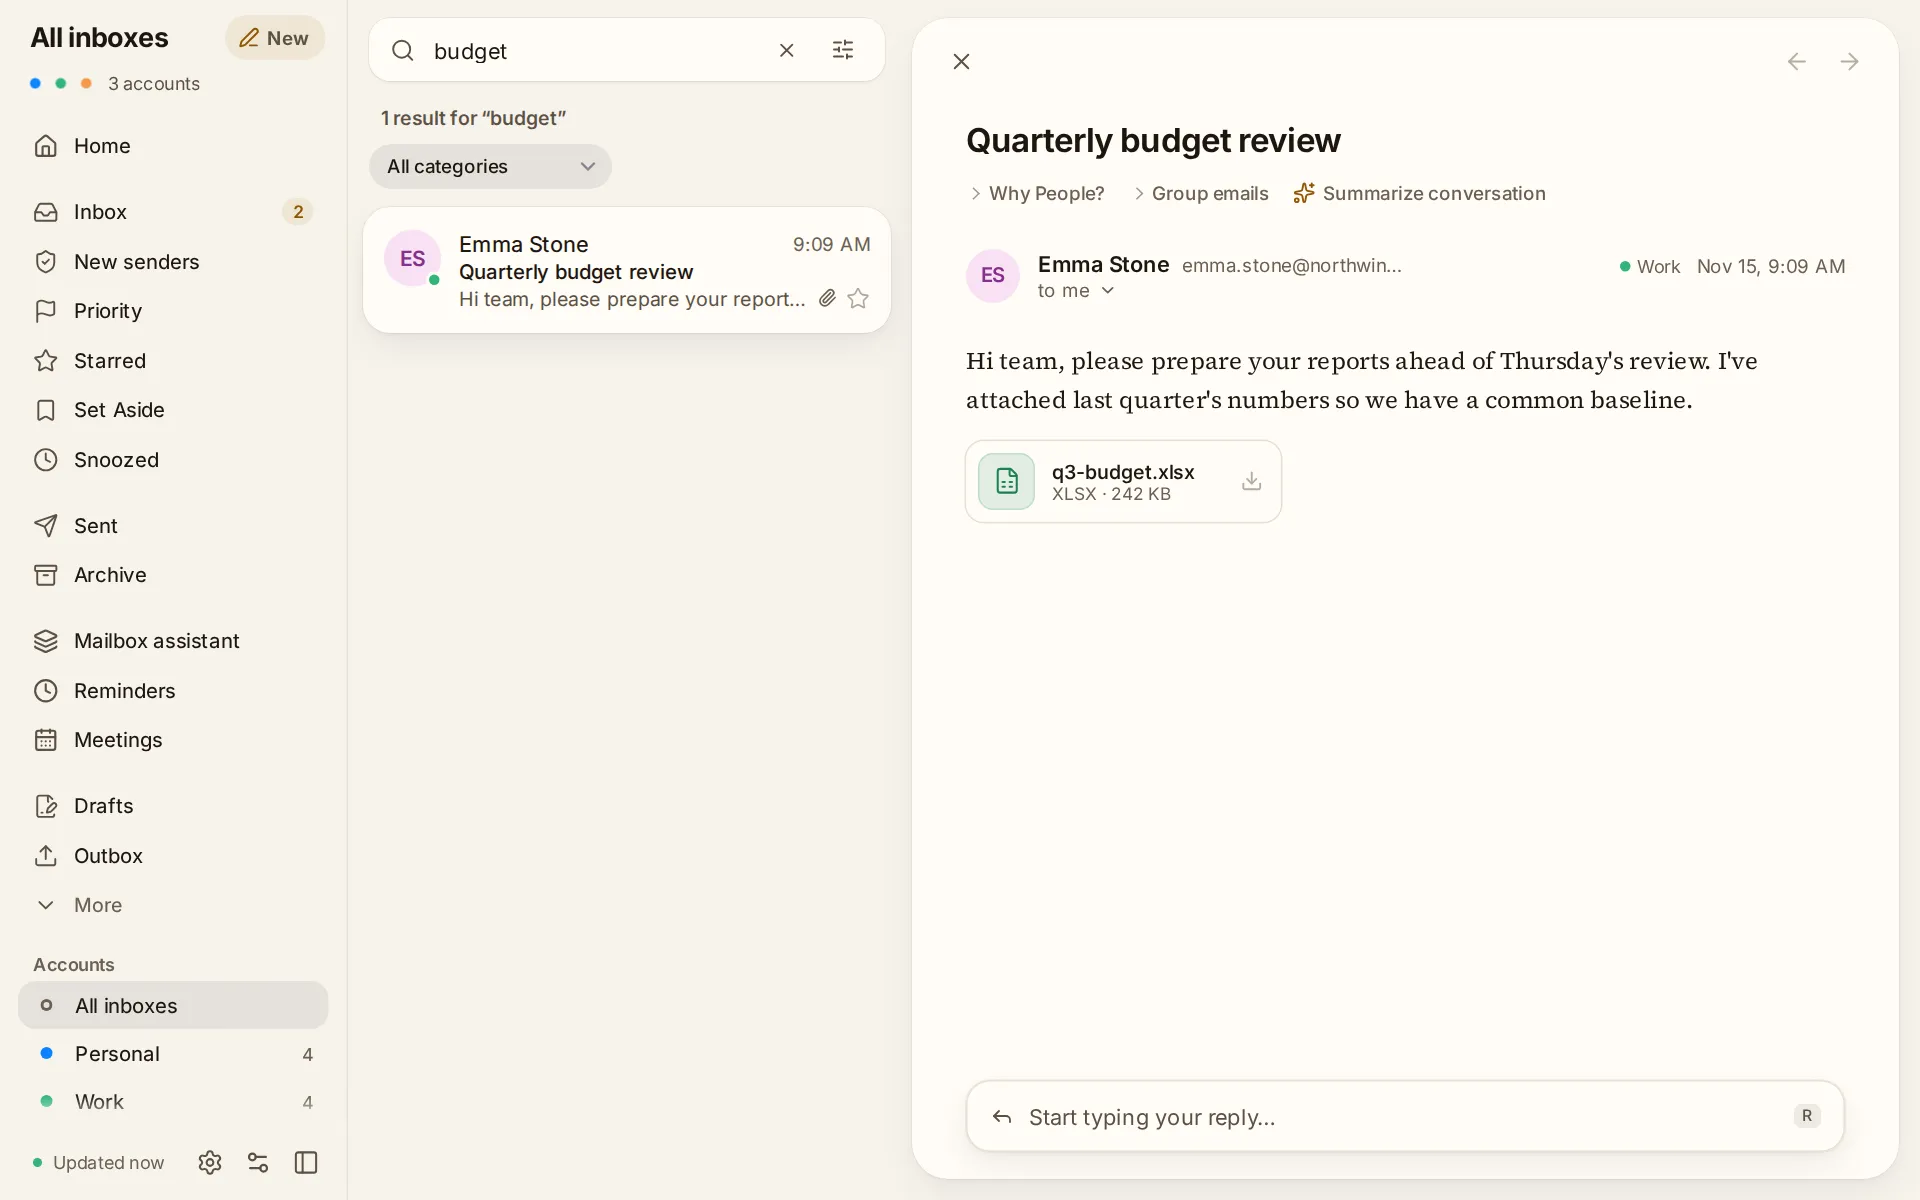 All inboxes
New
3 accounts
Home
Inbox 2
New senders
Priority
Starred
Set Aside
Snoozed
Sent
Archive
Mailbox assistant
Reminders
Meetings
Drafts
Outbox
More
Accounts
All inboxes
Personal 4
Work 4
Updated now
budget
1 result for “budget”
All categories
ES
Emma Stone 9:09 AM
Quarterly budget review
Hi team, please prepare your report...
Quarterly budget review
Why People? Group emails Summarize conversation
ES
Emma Stone emma.stone@northwin... Work Nov 15, 9:09 AM
to me
Hi team, please prepare your reports ahead of Thursday's review. I've
attached last quarter's numbers so we have a common baseline.
q3-budget.xlsx
XLSX · 242 KB
Start typing your reply... R